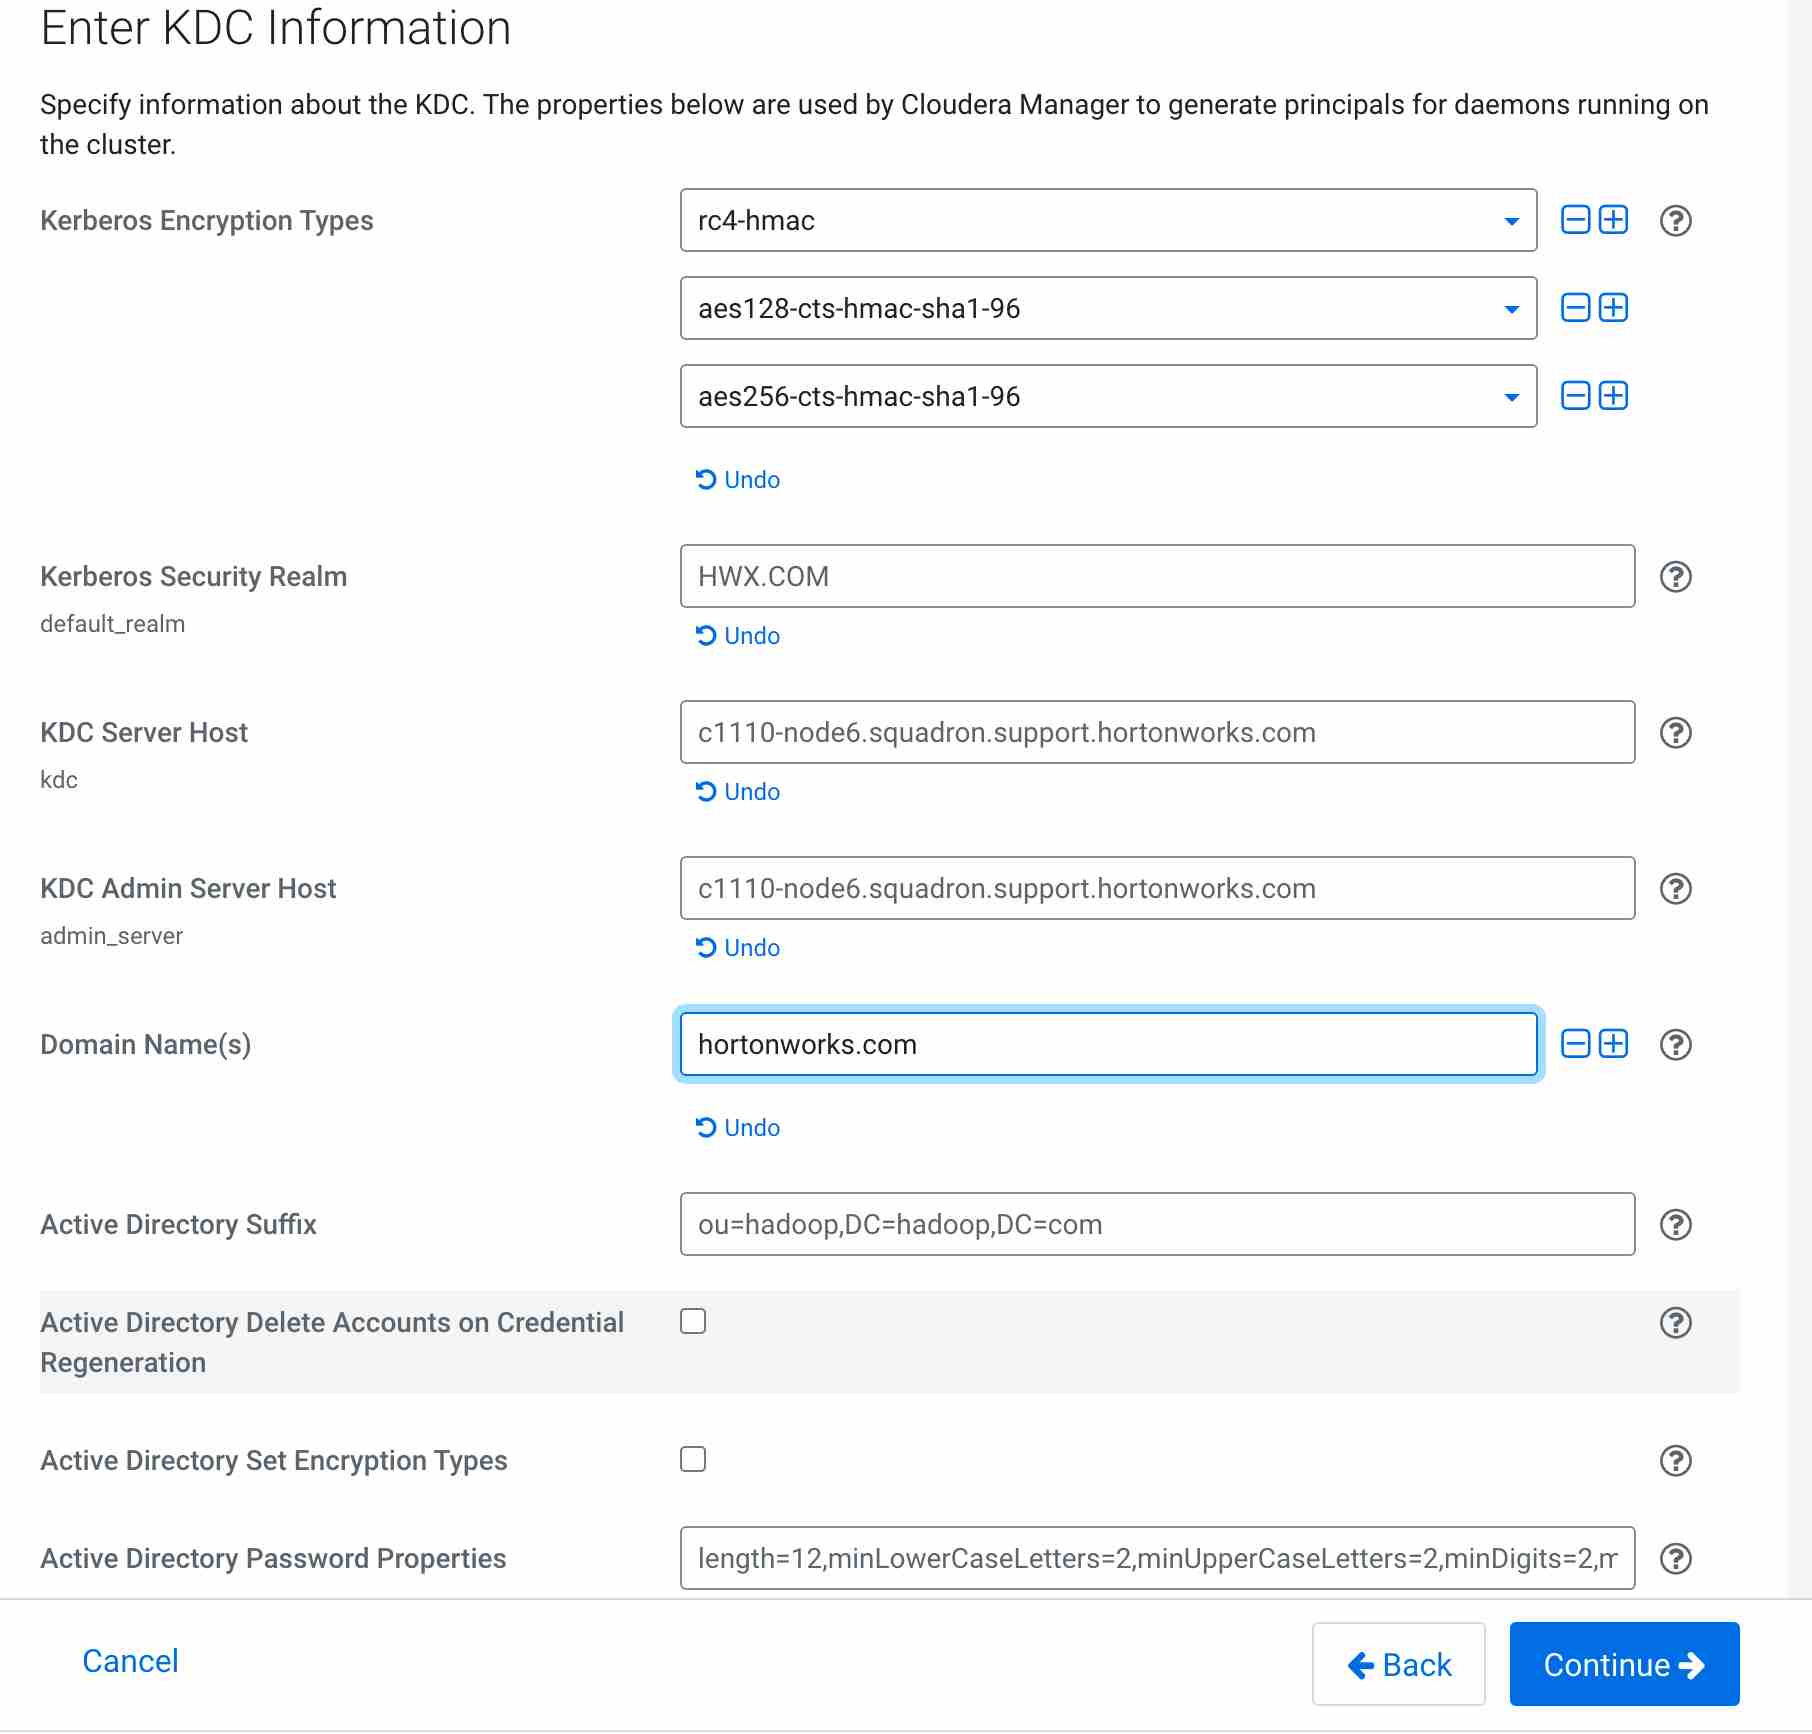 Enter KDC Information
Specify information about the KDC. The properties below are used by Cloudera Manager to generate principals for daemons running on
the cluster.
Kerberos Encryption Types
rc4-hmac
aes128-cts-hmac-sha1-96
aes256-cts-hmac-sha1-96
Undo
Kerberos Security Realm
default_realm
HWX.COM
Undo
KDC Server Host
kdc
c1110-node6.squadron.support.hortonworks.com
Undo
KDC Admin Server Host
admin_server
c1110-node6.squadron.support.hortonworks.com
Undo
Domain Name(s)
hortonworks.com
Undo
Active Directory Suffix
ou=hadoop,DC=hadoop,DC=com
Active Directory Delete Accounts on Credential
Regeneration
Active Directory Set Encryption Types
Active Directory Password Properties
length=12,minLowerCaseLetters=2,minUpperCaseLetters=2,minDigits=2,
Cancel
Back
Continue